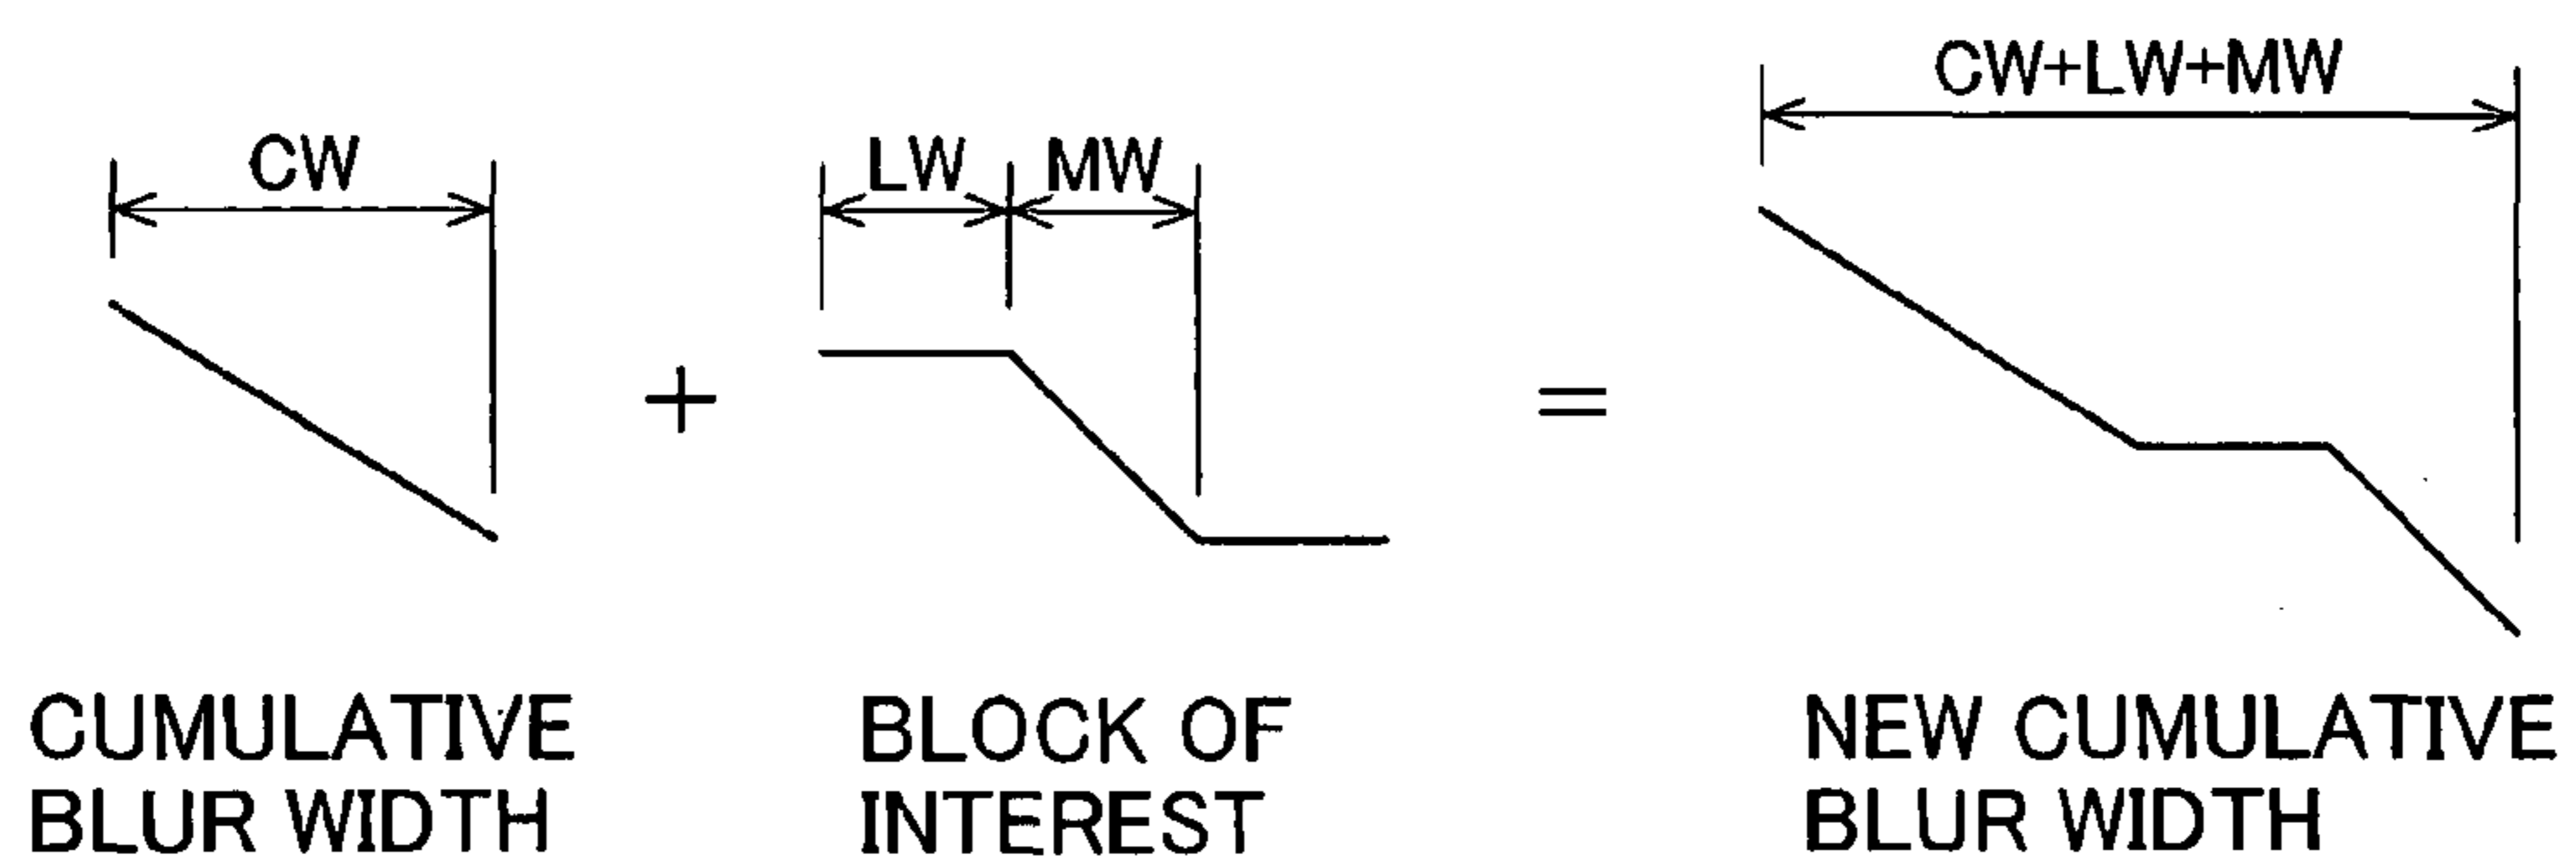 CW
LW
MW
CW+LW+MW
+
=
CUMULATIVE
BLUR WIDTH
BLOCK OF
INTEREST
NEW CUMULATIVE
BLUR WIDTH